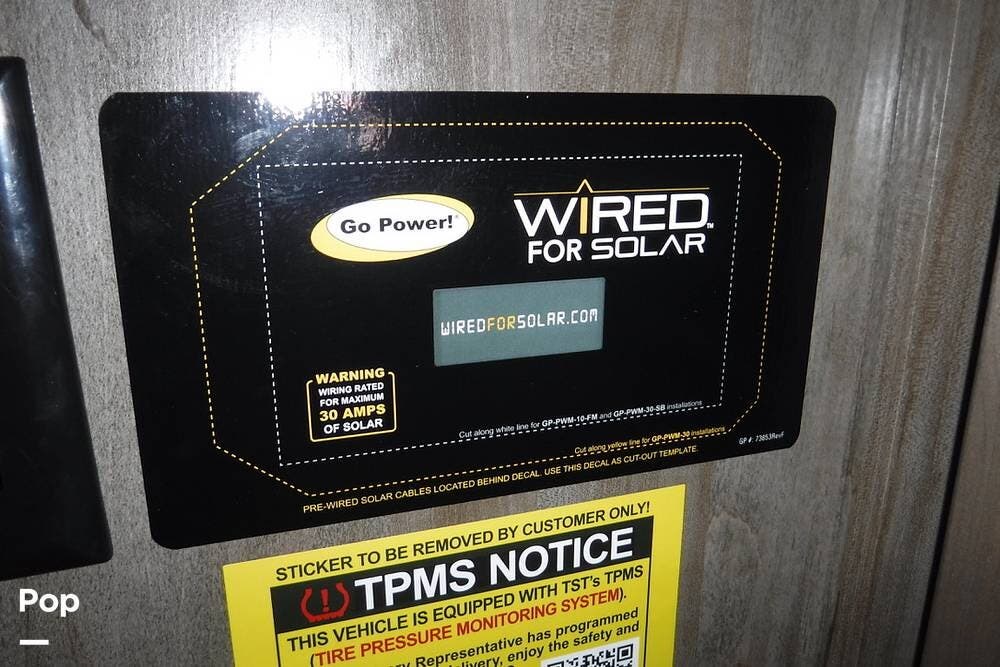 Go Power!
WiRED™
FOR SOLAR
WIREDFORSOLAR.COM
WARNING
WIRING RATED
FOR MAXIMUM
30 AMPS
OF SOLAR
Cut along white line for GP-PWM-10-FM and GP-PWM-30-SB installations
Cut along yellow line for GP-PWM-30 installations
GP #: 73853RevF
PRE-WIRED SOLAR CABLES LOCATED BEHIND DECAL. USE THIS DECAL AS CUT-OUT TEMPLATE.
STICKER TO BE REMOVED BY CUSTOMER ONLY!
TPMS NOTICE
THIS VEHICLE IS EQUIPPED WITH TST's TPMS
(TIRE PRESSURE MONITORING SYSTEM).
Representative has programmed
delivery, enjoy the safety and
Pop